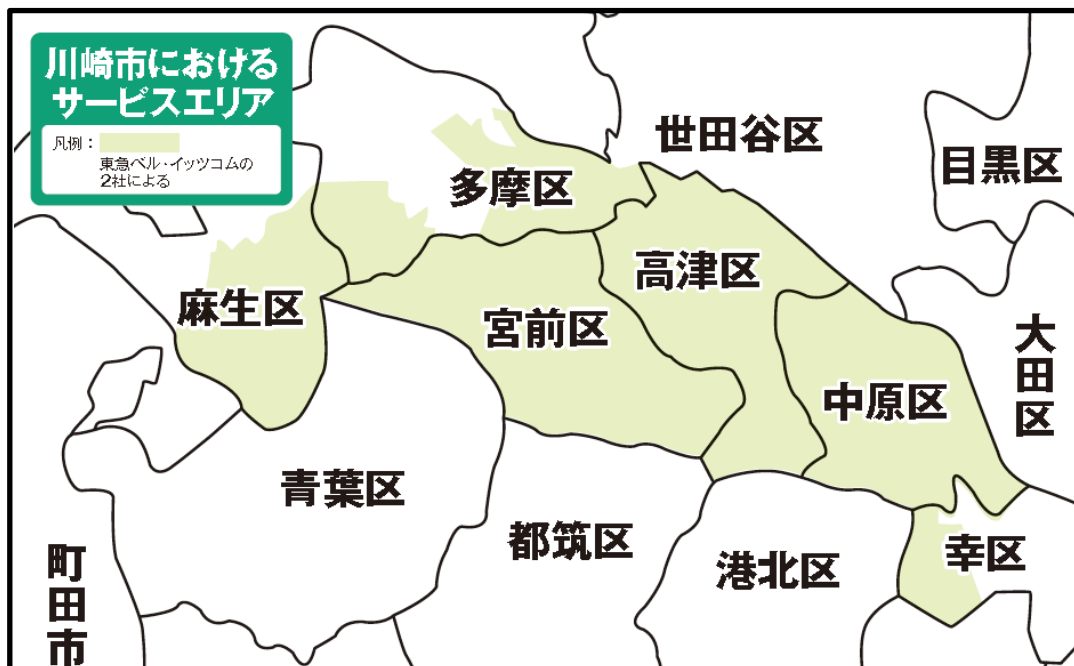 川崎市における
サービスエリア
凡例：
東急ベル・イッツコムの
2社による
世田谷区
目黒区
多摩区
高津区
麻生区
宮前区
大田区
中原区
青葉区
都筑区
港北区
幸区
町田市